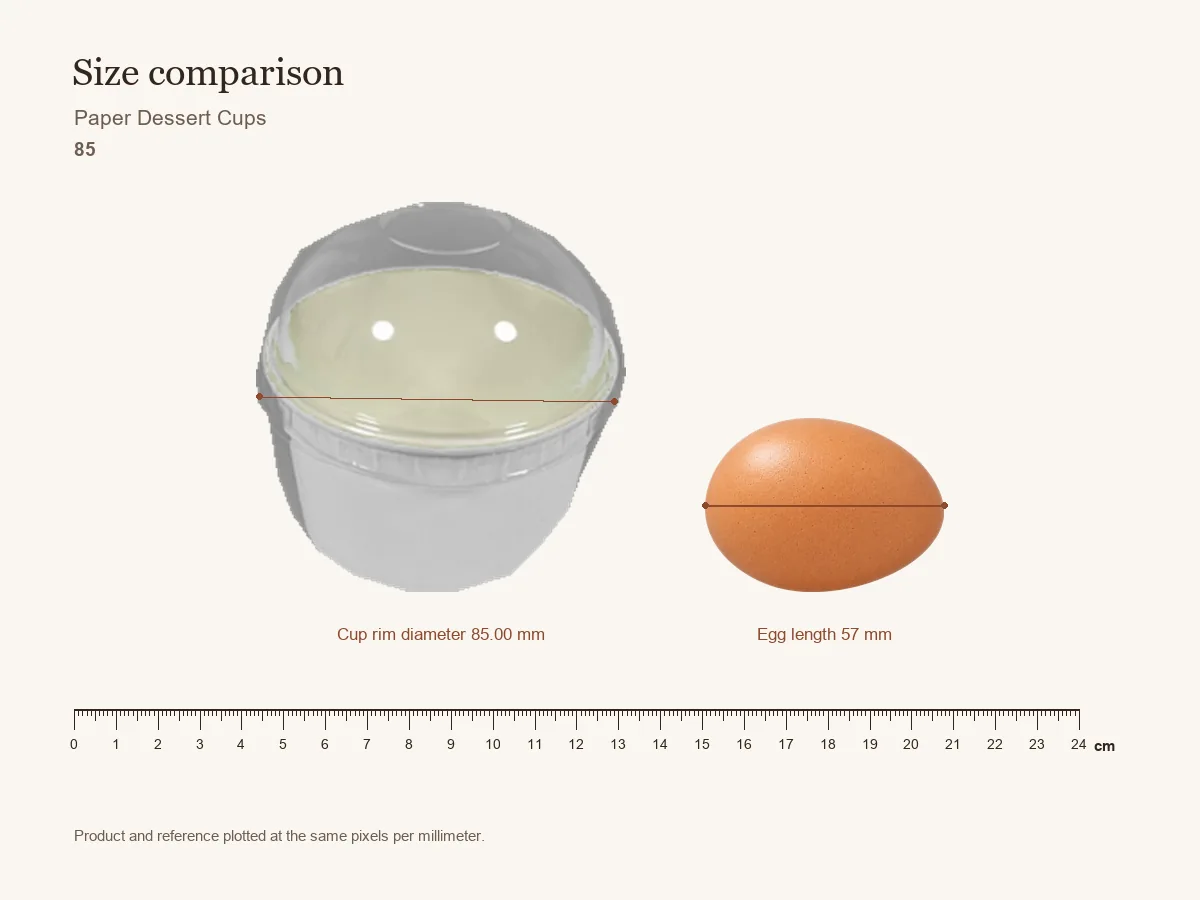 Size comparison
Paper Dessert Cups
85
Cup rim diameter 85.00 mm
Egg length 57 mm
0 1 2 3 4 5 6 7 8 9 10 11 12 13 14 15 16 17 18 19 20 21 22 23 24 cm
Product and reference plotted at the same pixels per millimeter.